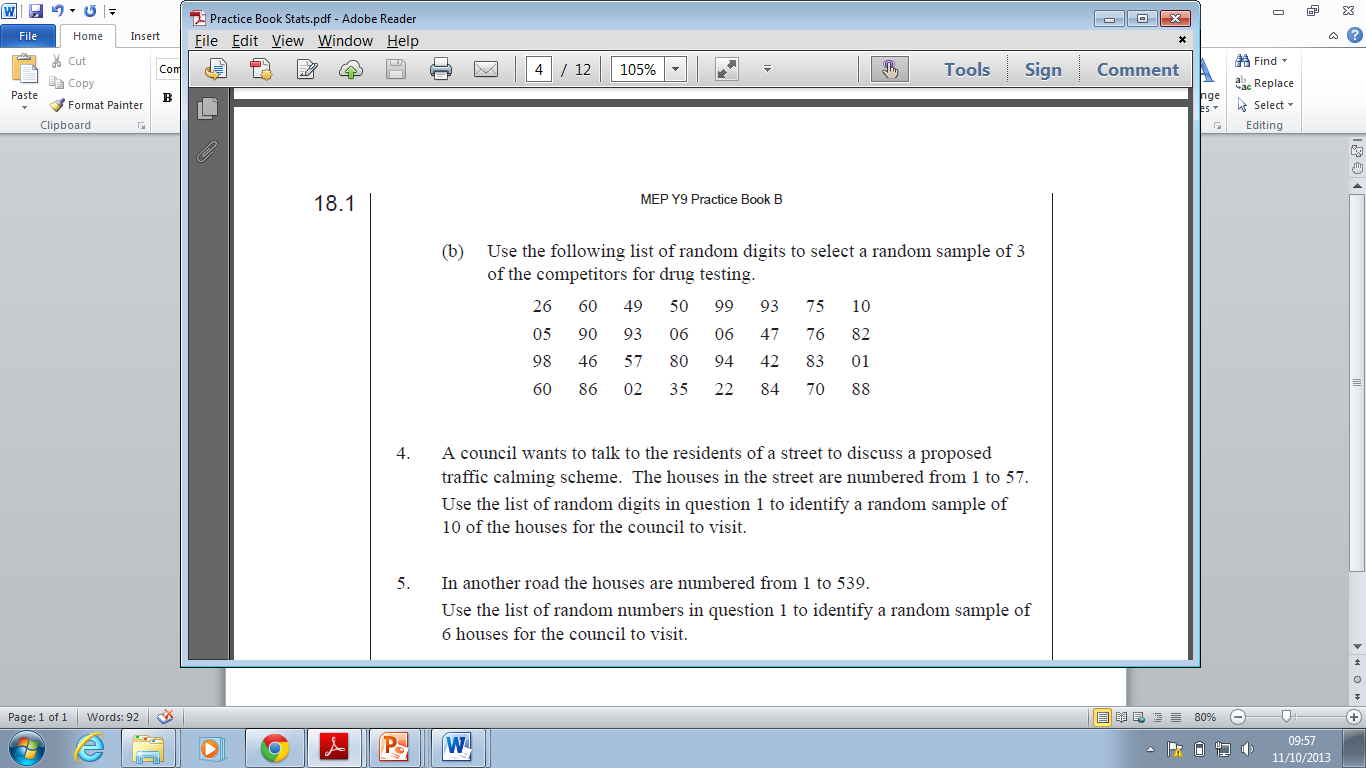 Practice Book Stats.pdf - Adobe Reader
File Home Insert
File Edit View Window Help
Cut
Copy
Paste
Format Painter
Clipboard
Com
B
4 / 12 105%
Tools Sign Comment
Find
Replace
Select
Editing
nge
es
18.1
MEP Y9 Practice Book B
(b) Use the following list of random digits to select a random sample of 3
of the competitors for drug testing.
26 60 49 50 99 93 75 10
05 90 93 06 06 47 76 82
98 46 57 80 94 42 83 01
60 86 02 35 22 84 70 88
4. A council wants to talk to the residents of a street to discuss a proposed
traffic calming scheme. The houses in the street are numbered from 1 to 57.
Use the list of random digits in question 1 to identify a random sample of
10 of the houses for the council to visit.
5. In another road the houses are numbered from 1 to 539.
Use the list of random numbers in question 1 to identify a random sample of
6 houses for the council to visit.
Page: 1 of 1 Words: 92
80%
09:57
11/10/2013